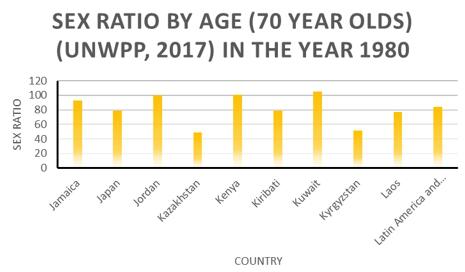 SEX RATIO BY AGE (70 YEAR OLDS)
(UNWPP, 2017) IN THE YEAR 1980
SEX RATIO
120
100
80
60
40
20
0
Jamaica
Japan
Jordan
Kazakhstan
Kenya
Kiribati
Kuwait
Kyrgyzstan
Laos
Latin America and...
COUNTRY